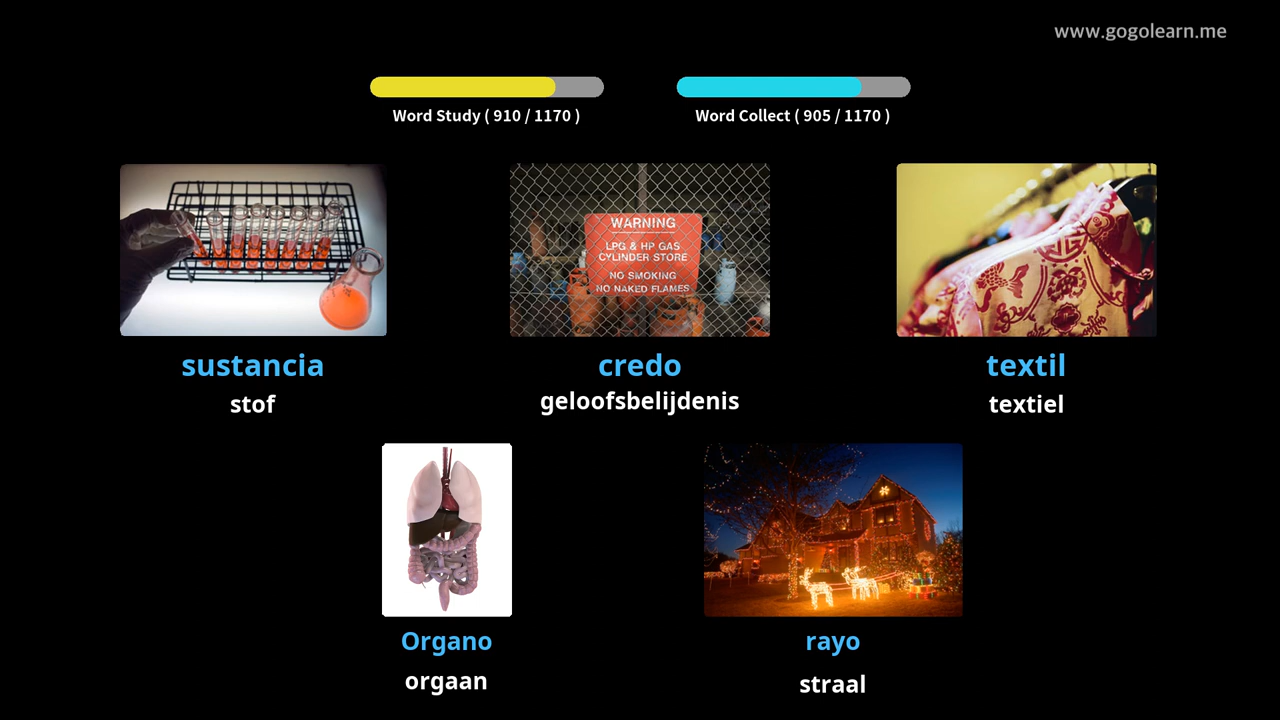 www.gogolearn.me
Word Study ( 910 / 1170 )
Word Collect ( 905 / 1170 )
WARNING
LPG & HP GAS
CYLINDER STORE
NO SMOKING
NO NAKED FLAMES
sustancia
credo
textil
stof
geloofsbelijdenis
textiel
Organo
rayo
orgaan
straal